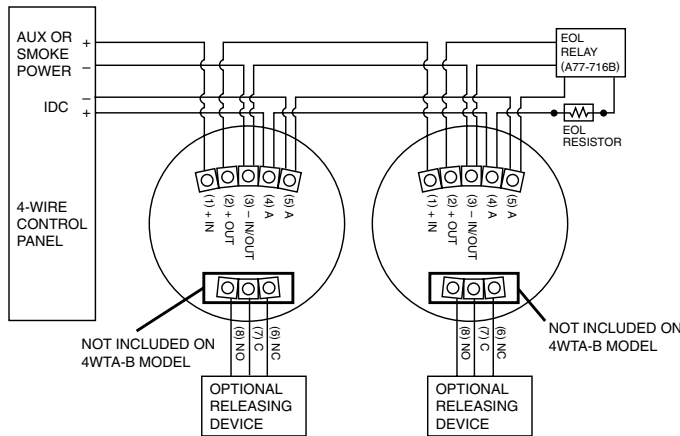 AUX OR
SMOKE
POWER
+
–
IDC
–
+
4-WIRE
CONTROL
PANEL
EOL
RELAY
(A77-716B)
EOL
RESISTOR
(1) + IN
(2) + OUT
(3) – IN/OUT
(4) A
(5) A
(1) + IN
(2) + OUT
(3) – IN/OUT
(4) A
(5) A
NOT INCLUDED ON
4WTA-B MODEL
(8) NO
(7) C
(6) NC
(8) NO
(7) C
(6) NC
NOT INCLUDED ON
4WTA-B MODEL
OPTIONAL
RELEASING
DEVICE
OPTIONAL
RELEASING
DEVICE